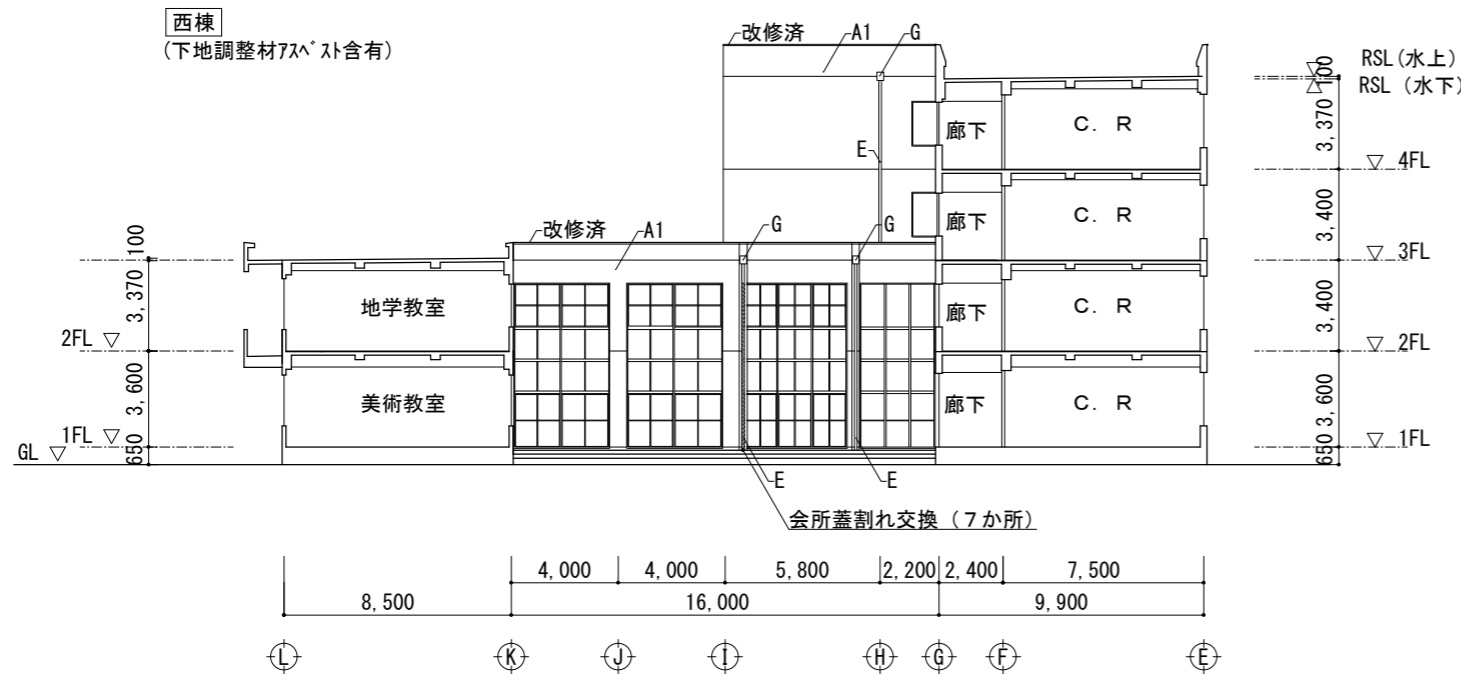 西棟
(下地調整材ｱｽﾍﾞｽﾄ含有)
改修済
A1
G
RSL(水上)
RSL (水下)
100
3,370
廊下
C. R
E
4FL
3,400
廊下
C. R
改修済
A1
G
G
3FL
100
3,370
地学教室
廊下
C. R
3,400
2FL
2FL
3,600
美術教室
廊下
C. R
3,600
1FL
1FL
GL
650
650
E
E
会所蓋割れ交換（７か所）
4,000
4,000
5,800
2,200
2,400
7,500
8,500
16,000
9,900
L
K
J
I
H
G
F
E